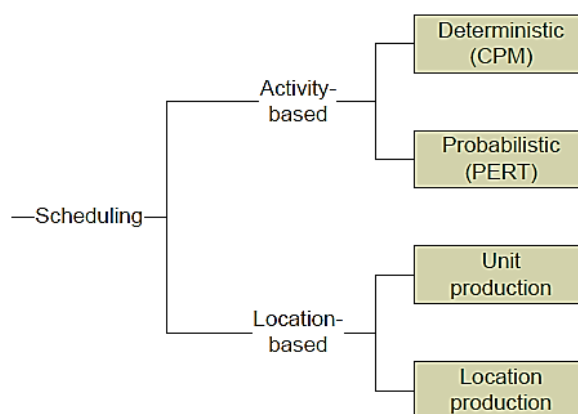 Deterministic
(CPM)
Activity-
based
Probabilistic
(PERT)
Scheduling
Unit
production
Location-
based
Location
production